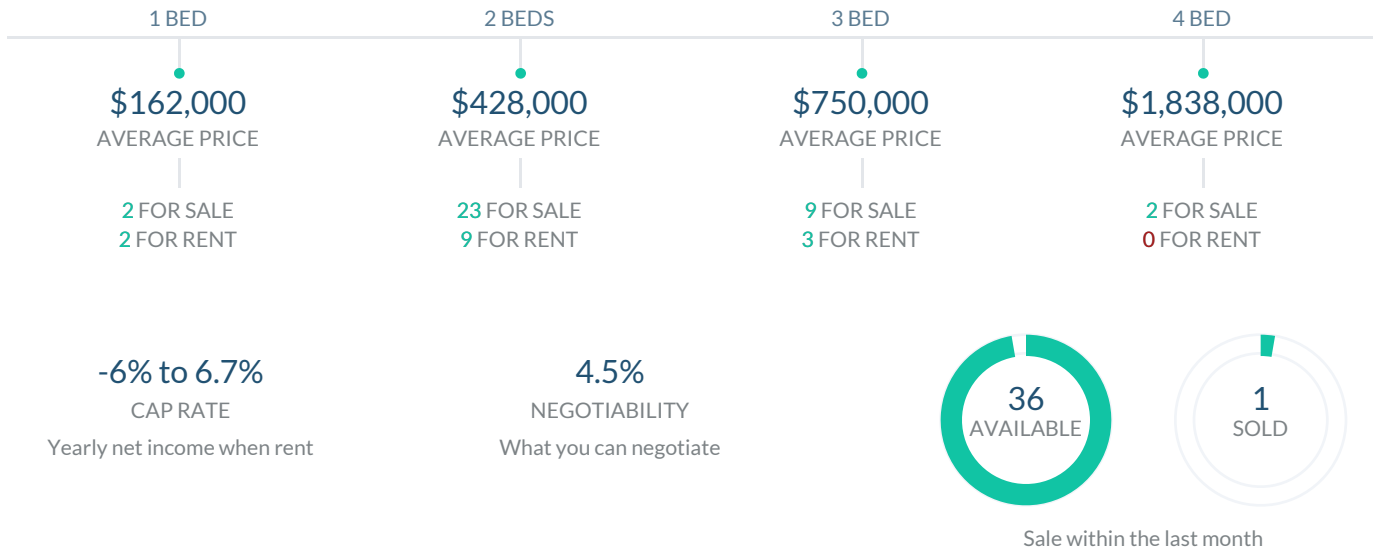 1 BED
2 BEDS
3 BED
4 BED
$162,000
$428,000
$750,000
$1,838,000
AVERAGE PRICE
AVERAGE PRICE
AVERAGE PRICE
AVERAGE PRICE
2 FOR SALE
23 FOR SALE
9 FOR SALE
2 FOR SALE
2 FOR RENT
9 FOR RENT
3 FOR RENT
0 FOR RENT
-6% to 6.7%
CAP RATE
Yearly net income when rent
4.5%
NEGOTIABILITY
What you can negotiate
36
AVAILABLE
1
SOLD
Sale within the last month